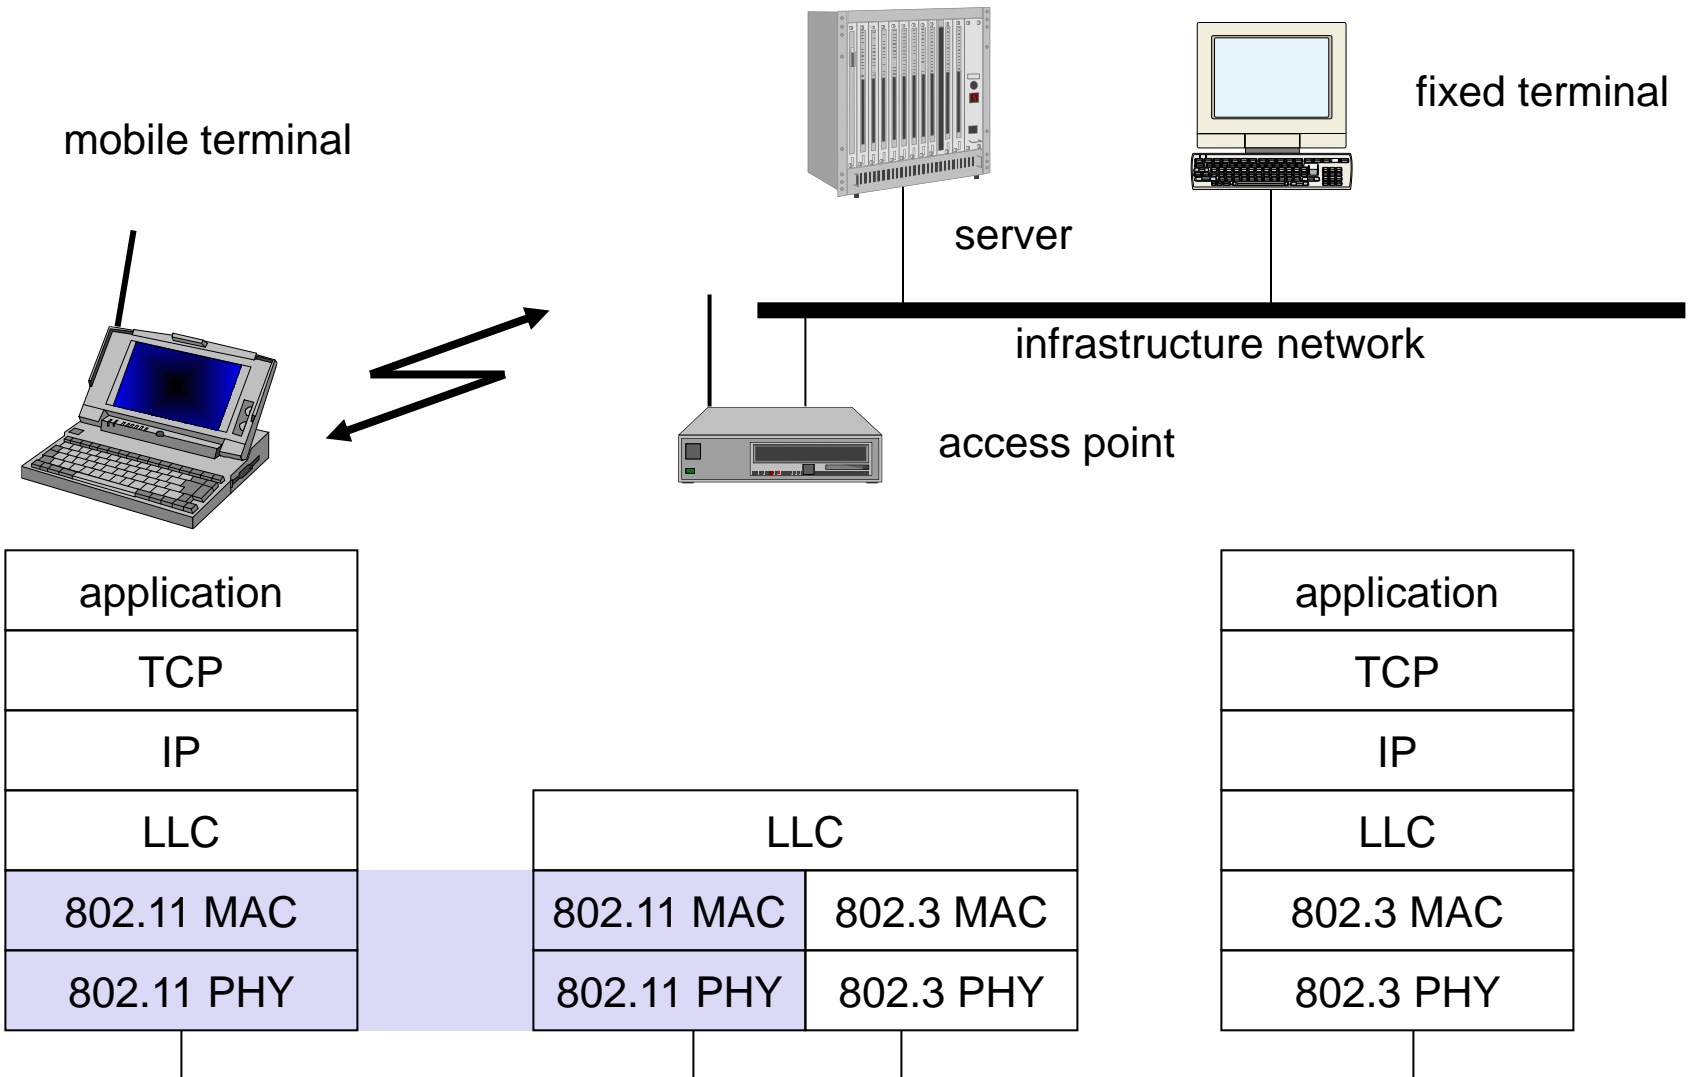 fixed terminal
mobile terminal
server
infrastructure network
access point
application
TCP
IP
LLC
802.11 MAC
802.11 PHY
LLC
802.11 MAC
802.3 MAC
802.11 PHY
802.3 PHY
application
TCP
IP
LLC
802.3 MAC
802.3 PHY